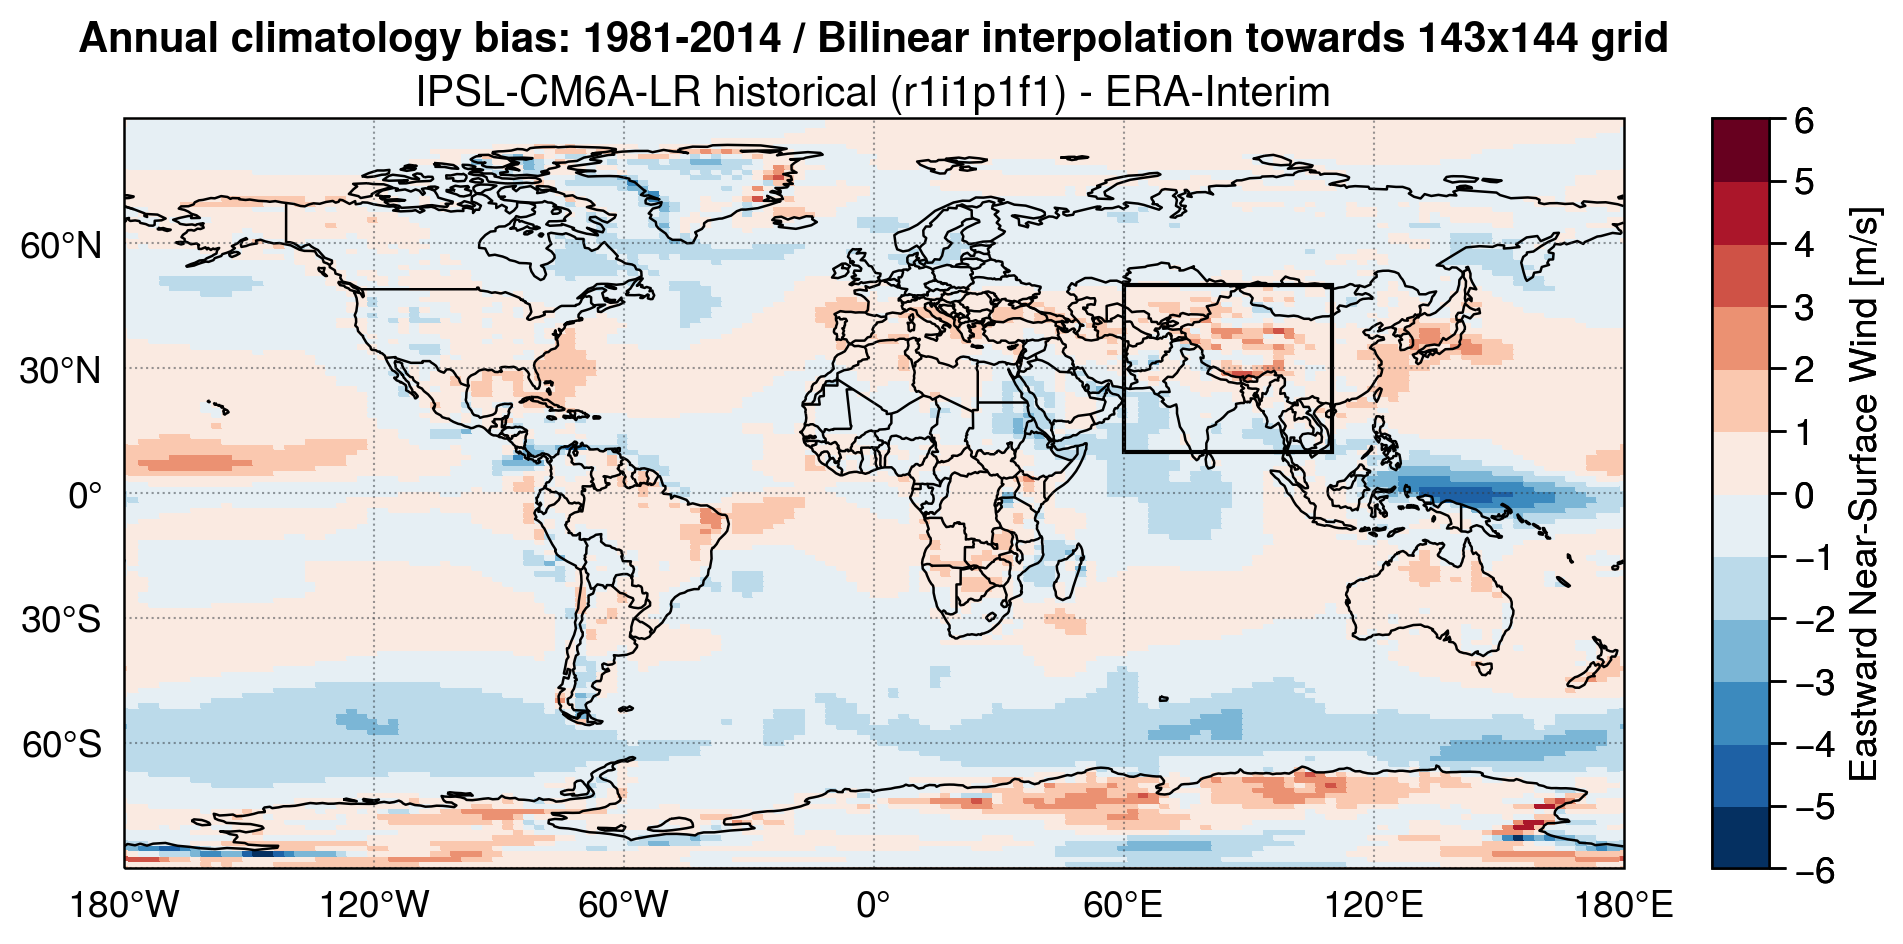 Annual climatology bias: 1981-2014 / Bilinear interpolation towards 143x144 grid
IPSL-CM6A-LR historical (r1i1p1f1) - ERA-Interim
60°N
30°N
0°
30°S
60°S
180°W
120°W
60°W
0°
60°E
120°E
180°E
6
5
4
3
2
1
0
−1
−2
−3
−4
−5
−6
Eastward Near-Surface Wind [m/s]